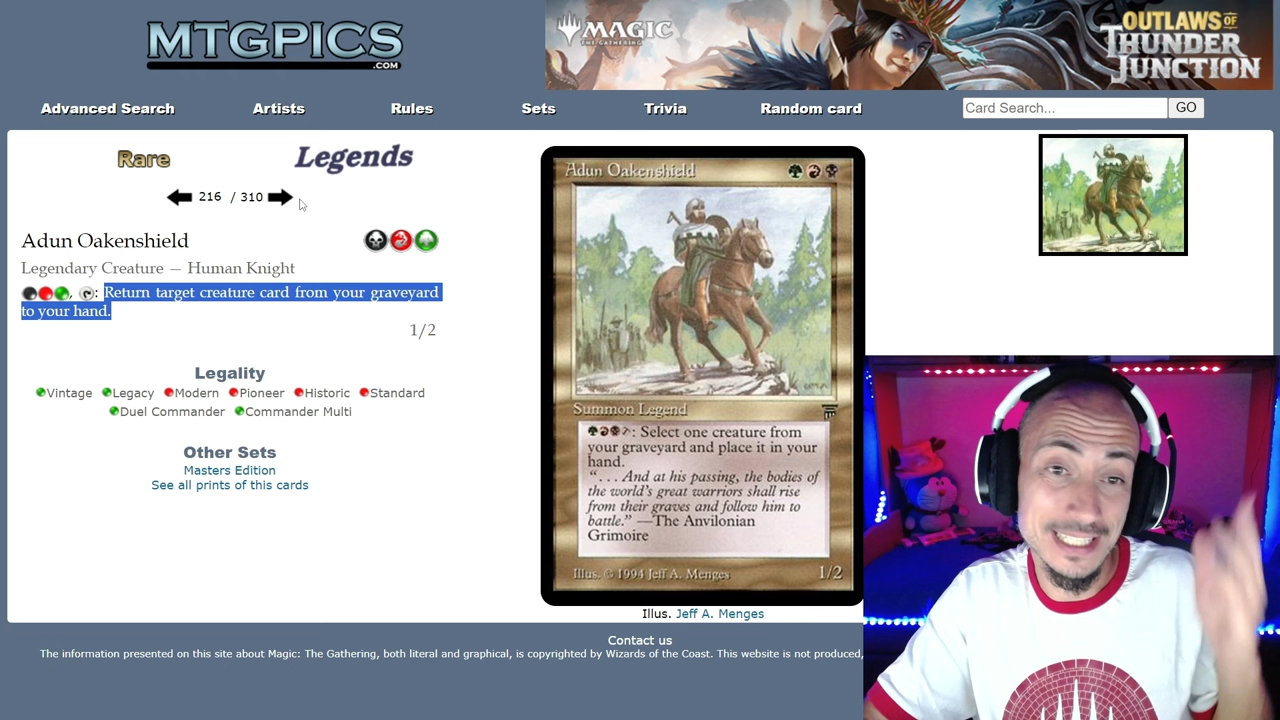 MTGPICS
.COM
MAGIC
THE GATHERING
OUTLAWS OF
THUNDER
JUNCTION
Advanced Search Artists Rules Sets Trivia Random card Card Search... GO
Rare Legends
216 / 310
Adun Oakenshield
Legendary Creature — Human Knight
, : Return target creature card from your graveyard
to your hand.
1/2
Legality
Vintage Legacy Modern Pioneer Historic Standard
Duel Commander Commander Multi
Other Sets
Masters Edition
See all prints of this cards
Adun Oakenshield
Summon Legend
: Select one creature from
your graveyard and place it in your
hand.
“. . . And at his passing, the bodies of
the world's great warriors shall rise
from their graves and follow him to
battle.” —The Anvilonian
Grimoire
Illus. © 1994 Jeff A. Menges 1/2
Illus. Jeff A. Menges
Contact us
The information presented on this site about Magic: The Gathering, both literal and graphical, is copyrighted by Wizards of the Coast. This website is not produced,